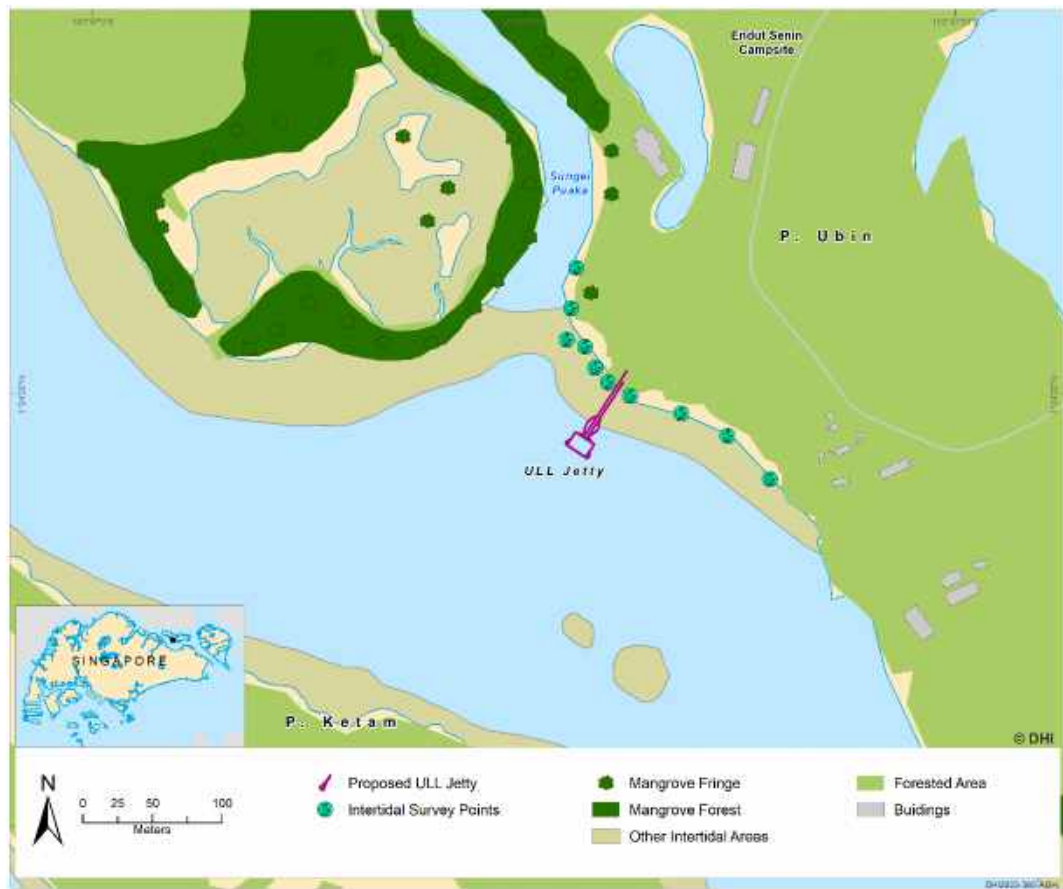 Endut Senin
Campsite
Sungei
Puaka
P. Ubin
ULL Jetty
SINGAPORE
P. Ketam
© DHI
N
0 25 50 100
Meters
Proposed ULL Jetty
Intertidal Survey Points
Mangrove Fringe
Mangrove Forest
Other Intertidal Areas
Forested Area
Buidings